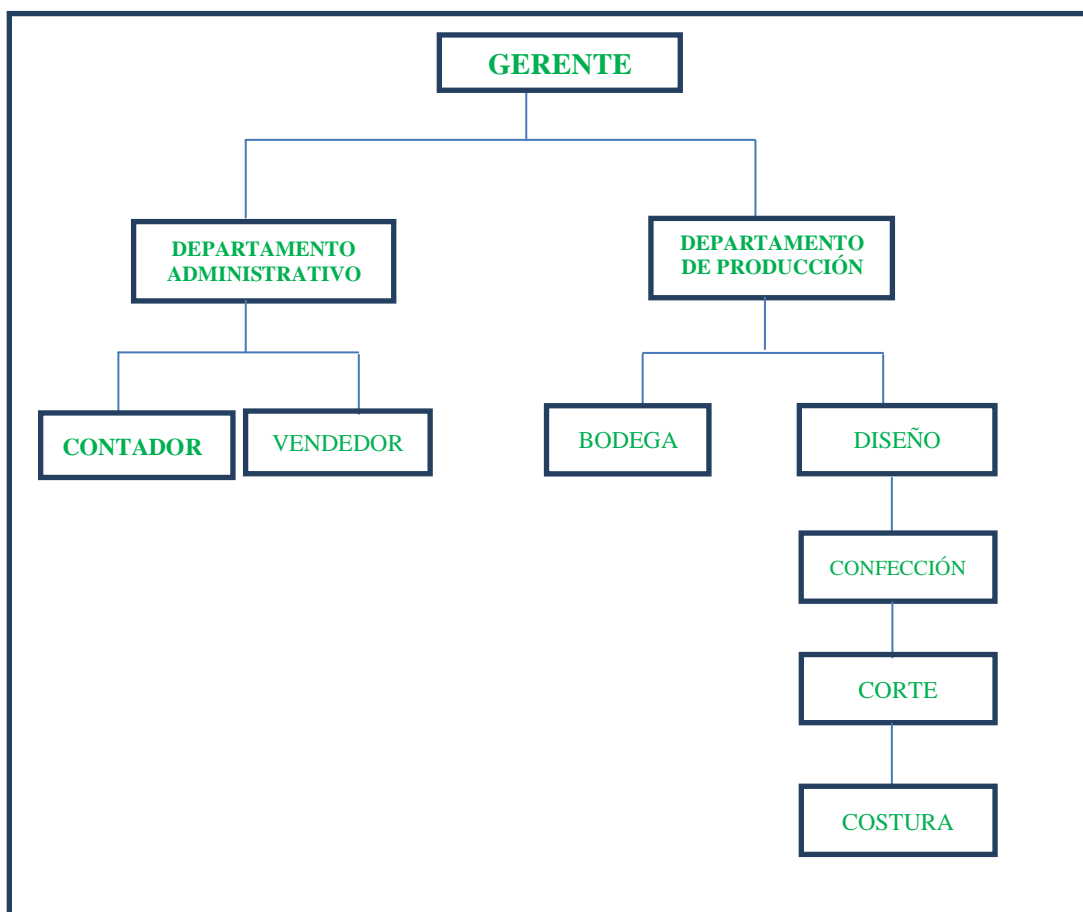 GERENTE
DEPARTAMENTO
ADMINISTRATIVO
DEPARTAMENTO
DE PRODUCCIÓN
CONTADOR
VENDEDOR
BODEGA
DISEÑO
CONFECCIÓN
CORTE
COSTURA